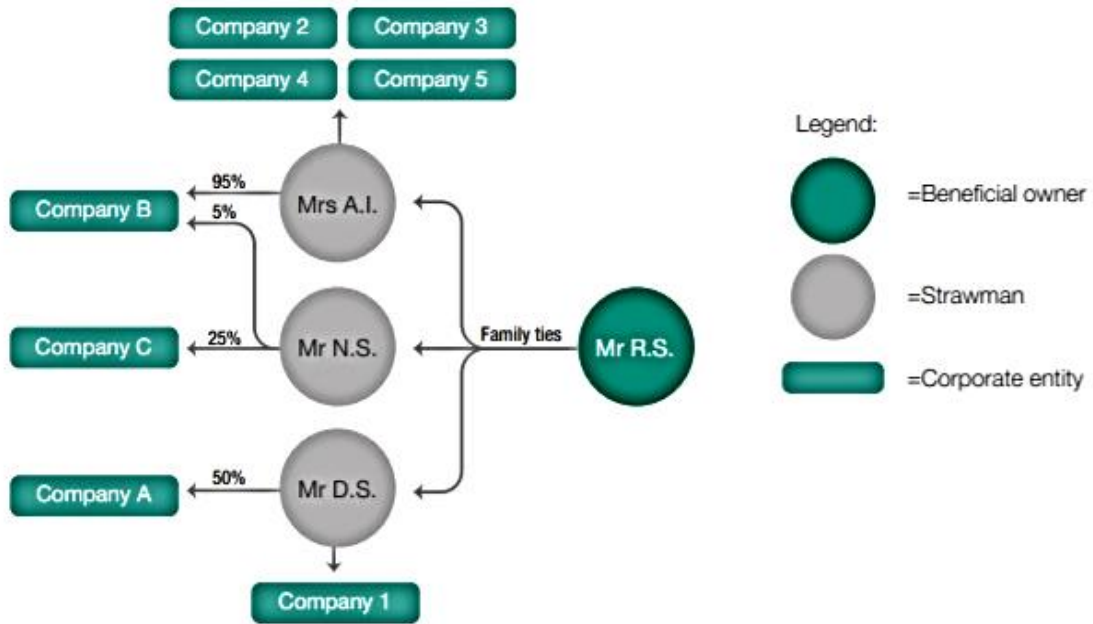 Company 2
Company 3
Company 4
Company 5
Legend:
95%
Company B
5%
Mrs A.I.
=Beneficial owner
=Strawman
Company C
25%
Mr N.S.
Family ties
Mr R.S.
=Corporate entity
50%
Company A
Mr D.S.
Company 1